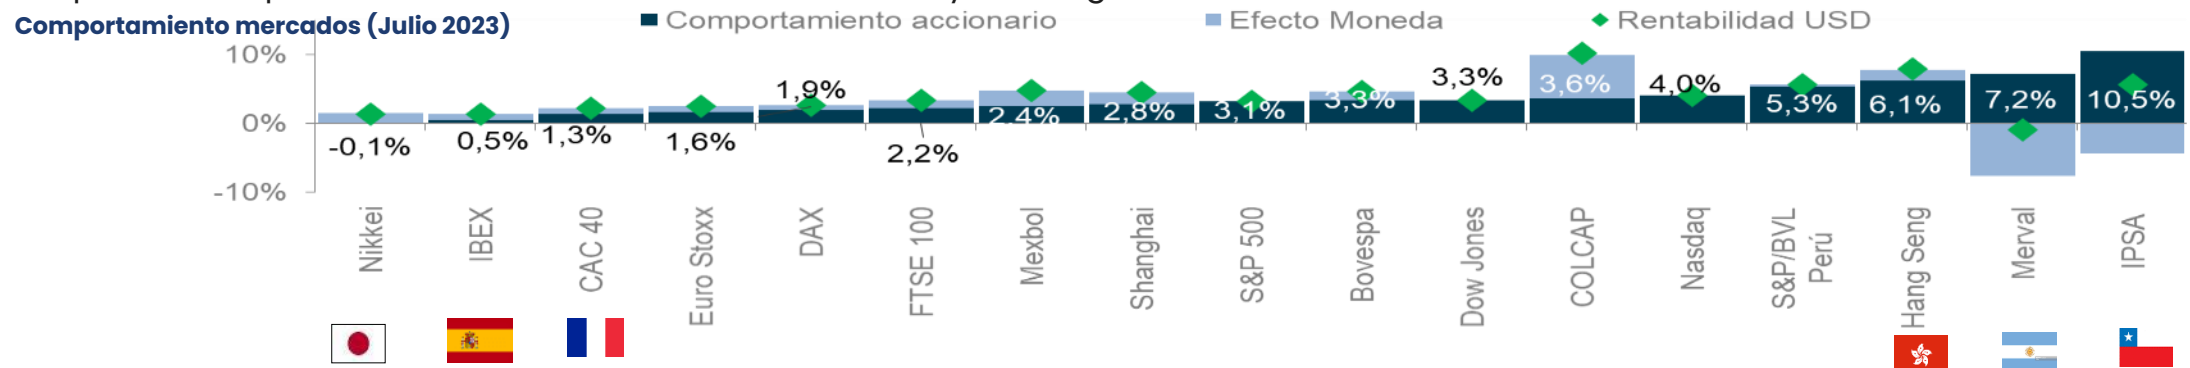 Comportamiento mercados (Julio 2023)
Comportamiento accionario
Efecto Moneda
Rentabilidad USD
10%
0%
-10%
-0,1%
0,5%
1,3%
1,6%
1,9%
2,2%
2,4%
2,8%
3,1%
3,3%
3,3%
3,6%
4,0%
5,3%
6,1%
7,2%
10,5%
Nikkei
IBEX
CAC 40
Euro Stoxx
DAX
FTSE 100
Mexbol
Shanghai
S&P 500
Bovespa
Dow Jones
COLCAP
Nasdaq
S&P/BVL
Perú
Hang Seng
Merval
IPSA